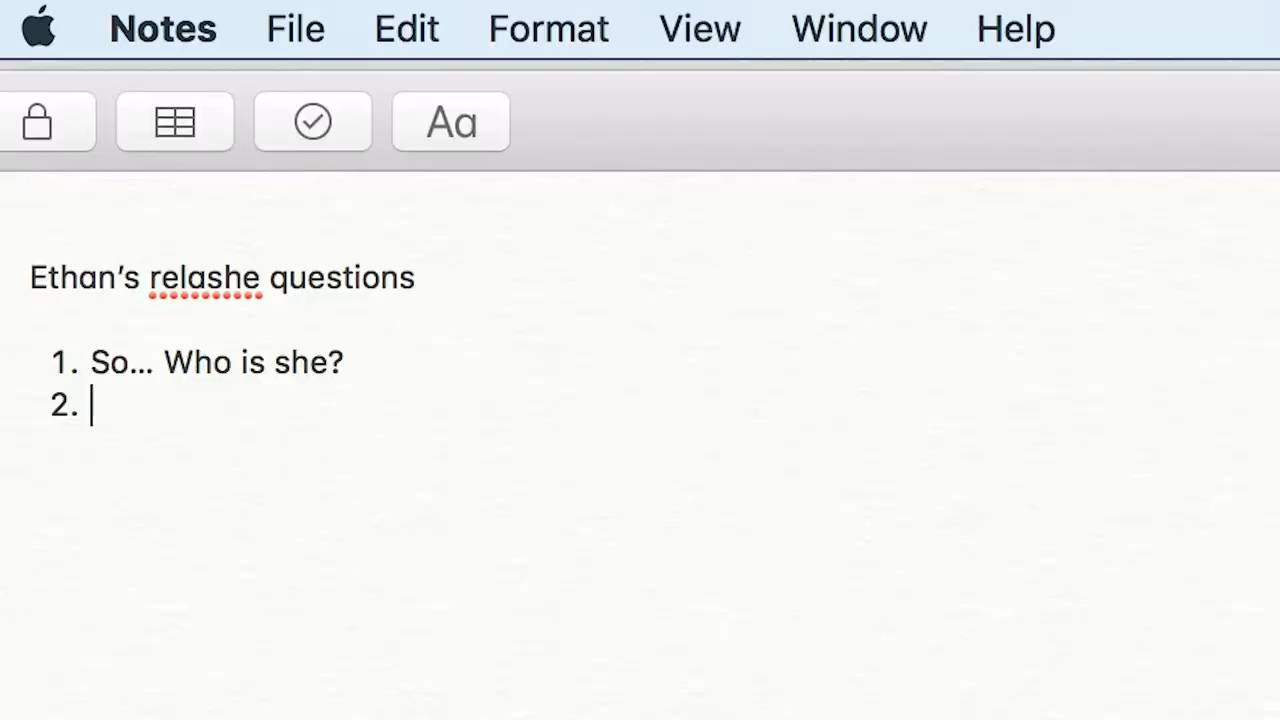 Notes File Edit Format View Window Help
Aa
Ethan’s relashe questions
1. So... Who is she?
2.